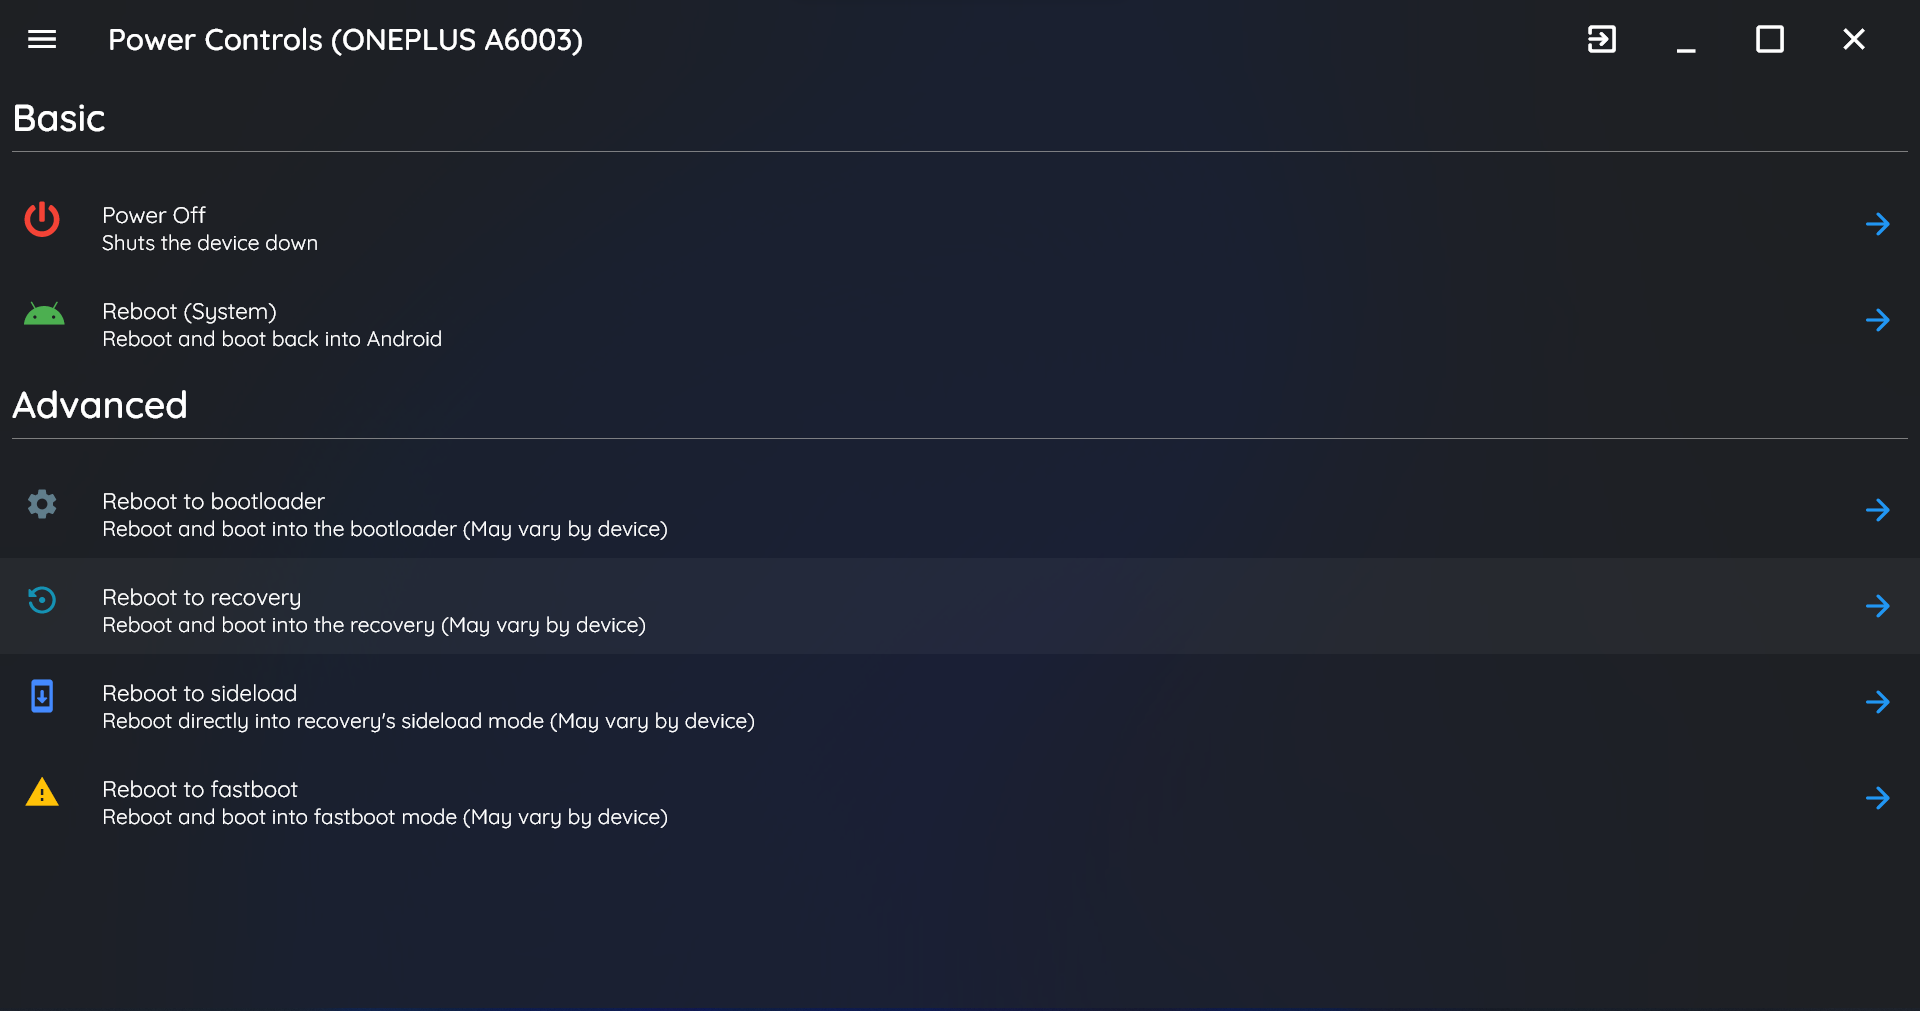 Power Controls (ONEPLUS A6003)
Basic
Power Off
Shuts the device down
Reboot (System)
Reboot and boot back into Android
Advanced
Reboot to bootloader
Reboot and boot into the bootloader (May vary by device)
Reboot to recovery
Reboot and boot into the recovery (May vary by device)
Reboot to sideload
Reboot directly into recovery's sideload mode (May vary by device)
Reboot to fastboot
Reboot and boot into fastboot mode (May vary by device)